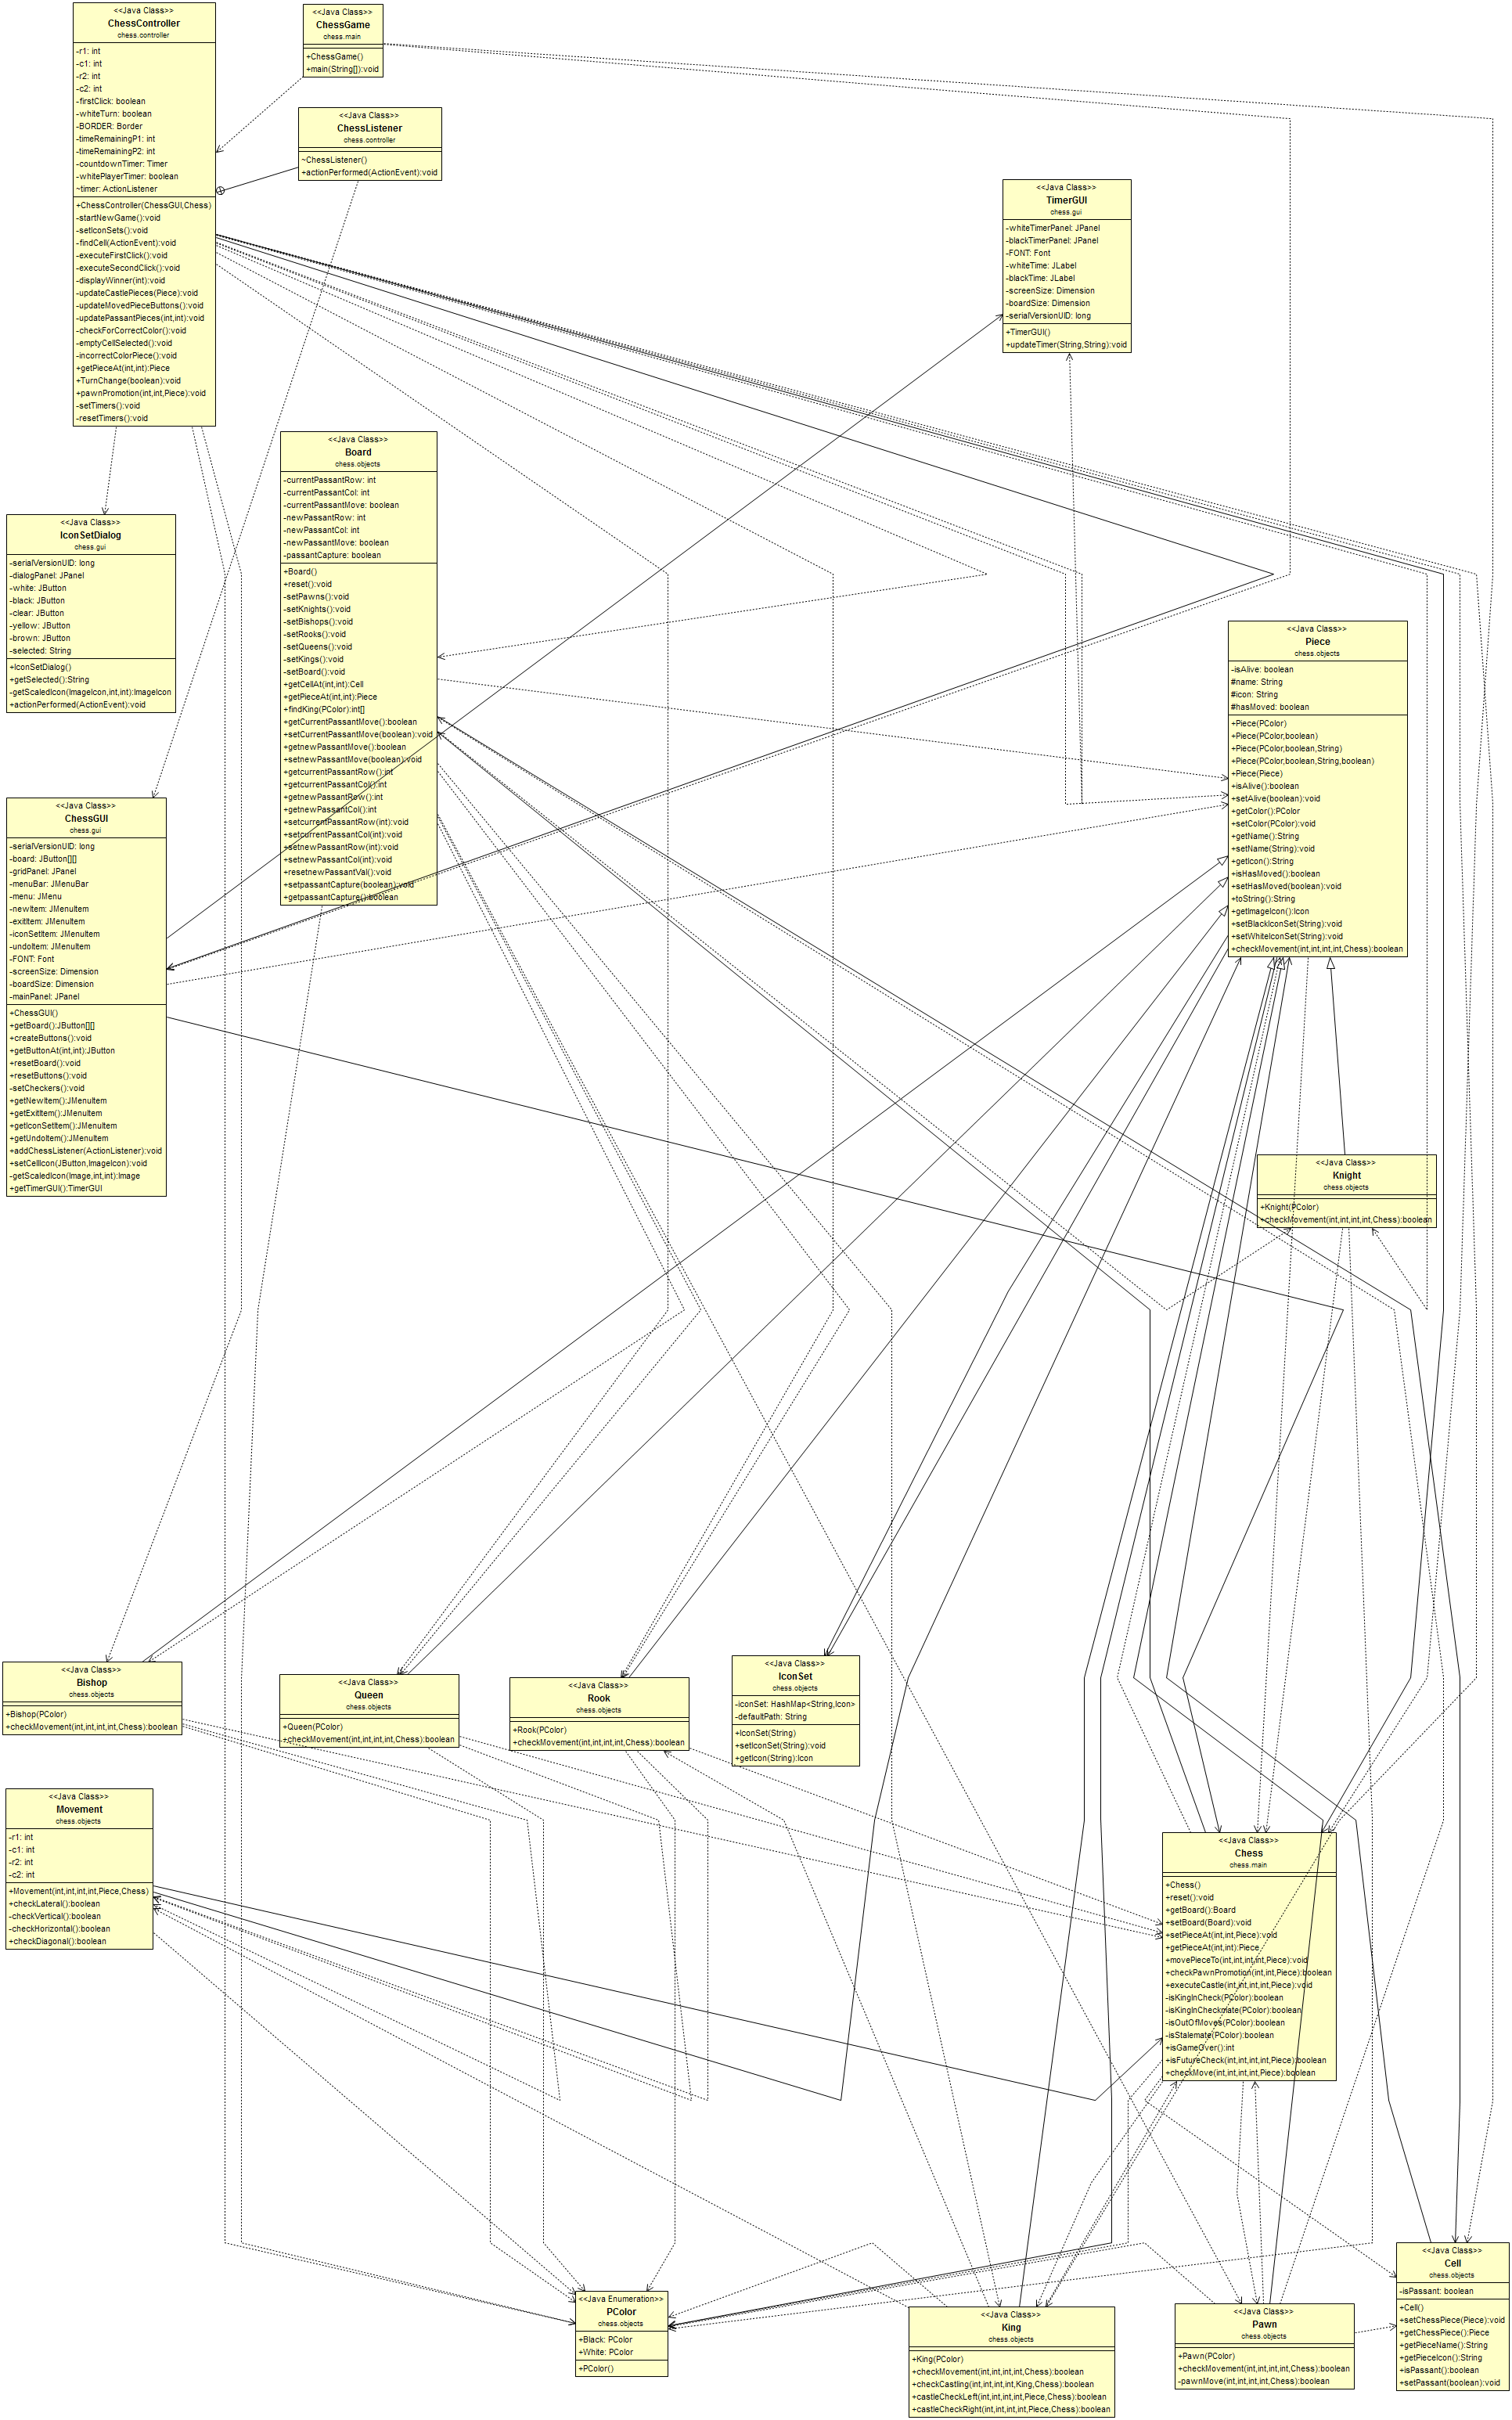 <<Java Class>>
ChessController
chess.controller
-r1: int
-c1: int
-r2: int
-c2: int
-firstClick: boolean
-whiteTurn: boolean
-BORDER: Border
-timeRemainingP1: int
-timeRemainingP2: int
-countdownTimer: Timer
-whitePlayerTimer: boolean
~timer: ActionListener
+ChessController(ChessGUI,Chess)
-startNewGame():void
-setIconSets():void
-findCell(ActionEvent):void
-executeFirstClick():void
-executeSecondClick():void
-displayWinner(int):void
-updateCastlePieces(Piece):void
-updateMovedPieceButtons():void
-updatePassantPieces(int,int):void
-checkForCorrectColor():void
-emptyCellSelected():void
-incorrectColorPiece():void
+getPieceAt(int,int):Piece
+TurnChange(boolean):void
+pawnPromotion(int,int,Piece):void
-setTimers():void
-resetTimers():void
<<Java Class>>
ChessGame
chess.main
+ChessGame()
+main(String[]):void
<<Java Class>>
ChessListener
chess.controller
~ChessListener()
+actionPerformed(ActionEvent):void
<<Java Class>>
TimerGUI
chess.gui
-whiteTimerPanel: JPanel
-blackTimerPanel: JPanel
-FONT: Font
-whiteTime: JLabel
-blackTime: JLabel
-screenSize: Dimension
-boardSize: Dimension
-serialVersionUID: long
+TimerGUI()
+updateTimer(String,String):void
<<Java Class>>
Board
chess.objects
-currentPassantRow: int
-currentPassantCol: int
-currentPassantMove: boolean
-newPassantRow: int
-newPassantCol: int
-newPassantMove: boolean
-passantCapture: boolean
+Board()
+reset():void
-setPawns():void
-setKnights():void
-setBishops():void
-setRooks():void
-setQueens():void
-setKings():void
-setBoard():void
+getCellAt(int,int):Cell
+getPieceAt(int,int):Piece
+findKing(PColor):int[]
+getCurrentPassantMove():boolean
+setCurrentPassantMove(boolean):void
+getnewPassantMove():boolean
+setnewPassantMove(boolean):void
+getcurrentPassantRow():int
+getcurrentPassantCol():int
+getnewPassantRow():int
+getnewPassantCol():int
+setcurrentPassantRow(int):void
+setcurrentPassantCol(int):void
+setnewPassantRow(int):void
+setnewPassantCol(int):void
+resetnewPassantVal():void
+setpassantCapture(boolean):void
+getpassantCapture():boolean
<<Java Class>>
IconSetDialog
chess.gui
-serialVersionUID: long
-dialogPanel: JPanel
-white: JButton
-black: JButton
-clear: JButton
-yellow: JButton
-brown: JButton
-selected: String
+IconSetDialog()
+getSelected():String
-getScaledIcon(ImageIcon,int,int):ImageIcon
+actionPerformed(ActionEvent):void
<<Java Class>>
Piece
chess.objects
-isAlive: boolean
#name: String
#icon: String
#hasMoved: boolean
+Piece(PColor)
+Piece(PColor,boolean)
+Piece(PColor,boolean,String)
+Piece(PColor,boolean,String,boolean)
+Piece(Piece)
+isAlive():boolean
+setAlive(boolean):void
+getColor():PColor
+setColor(PColor):void
+getName():String
+setName(String):void
+getIcon():String
+isHasMoved():boolean
+setHasMoved(boolean):void
+toString():String
+getImageIcon():Icon
+setBlackIconSet(String):void
+setWhiteIconSet(String):void
+checkMovement(int,int,int,int,Chess):boolean
<<Java Class>>
ChessGUI
chess.gui
-serialVersionUID: long
-board: JButton[][]
-gridPanel: JPanel
-menuBar: JMenuBar
-menu: JMenu
-newItem: JMenuItem
-exitItem: JMenuItem
-iconSetItem: JMenuItem
-undoItem: JMenuItem
-FONT: Font
-screenSize: Dimension
-boardSize: Dimension
-mainPanel: JPanel
+ChessGUI()
+getBoard():JButton[][]
+createButtons():void
+getButtonAt(int,int):JButton
+resetBoard():void
+resetButtons():void
-setCheckers():void
+getNewItem():JMenuItem
+getExitItem():JMenuItem
+getIconSetItem():JMenuItem
+getUndoItem():JMenuItem
+addChessListener(ActionListener):void
+setCellIcon(JButton,ImageIcon):void
-getScaledIcon(Image,int,int):Image
+getTimerGUI():TimerGUI
<<Java Class>>
Knight
chess.objects
+Knight(PColor)
+checkMovement(int,int,int,int,Chess):boolean
<<Java Class>>
Bishop
chess.objects
+Bishop(PColor)
+checkMovement(int,int,int,int,Chess):boolean
<<Java Class>>
Queen
chess.objects
+Queen(PColor)
+checkMovement(int,int,int,int,Chess):boolean
<<Java Class>>
Rook
chess.objects
+Rook(PColor)
+checkMovement(int,int,int,int,Chess):boolean
<<Java Class>>
IconSet
chess.objects
-iconSet: HashMap<String,Icon>
-defaultPath: String
+IconSet(String)
+setIconSet(String):void
+getIcon(String):Icon
<<Java Class>>
Movement
chess.objects
-r1: int
-c1: int
-r2: int
-c2: int
+Movement(int,int,int,int,Piece,Chess)
+checkLateral():boolean
-checkVertical():boolean
-checkHorizontal():boolean
+checkDiagonal():boolean
<<Java Class>>
Chess
chess.main
+Chess()
+reset():void
+getBoard():Board
+setBoard(Board):void
+setPieceAt(int,int,Piece):void
+getPieceAt(int,int):Piece
+movePieceTo(int,int,int,int,Piece):void
+checkPawnPromotion(int,int,Piece):boolean
+executeCastle(int,int,int,int,Piece):void
-isKingInCheck(PColor):boolean
-isKingInCheckmate(PColor):boolean
-isOutOfMoves(PColor):boolean
-isStalemate(PColor):boolean
+isGameOver():int
+isFutureCheck(int,int,int,int,Piece):boolean
+checkMove(int,int,int,int,Piece):boolean
<<Java Enumeration>>
PColor
chess.objects
+Black: PColor
+White: PColor
+PColor()
<<Java Class>>
King
chess.objects
+King(PColor)
+checkMovement(int,int,int,int,Chess):boolean
+checkCastling(int,int,int,int,King,Chess):boolean
+castleCheckLeft(int,int,int,int,Piece,Chess):boolean
+castleCheckRight(int,int,int,int,Piece,Chess):boolean
<<Java Class>>
Pawn
chess.objects
+Pawn(PColor)
+checkMovement(int,int,int,int,Chess):boolean
-pawnMove(int,int,int,int,Chess):boolean
<<Java Class>>
Cell
chess.objects
-isPassant: boolean
+Cell()
+setChessPiece(Piece):void
+getChessPiece():Piece
+getPieceName():String
+getPieceIcon():String
+isPassant():boolean
+setPassant(boolean):void